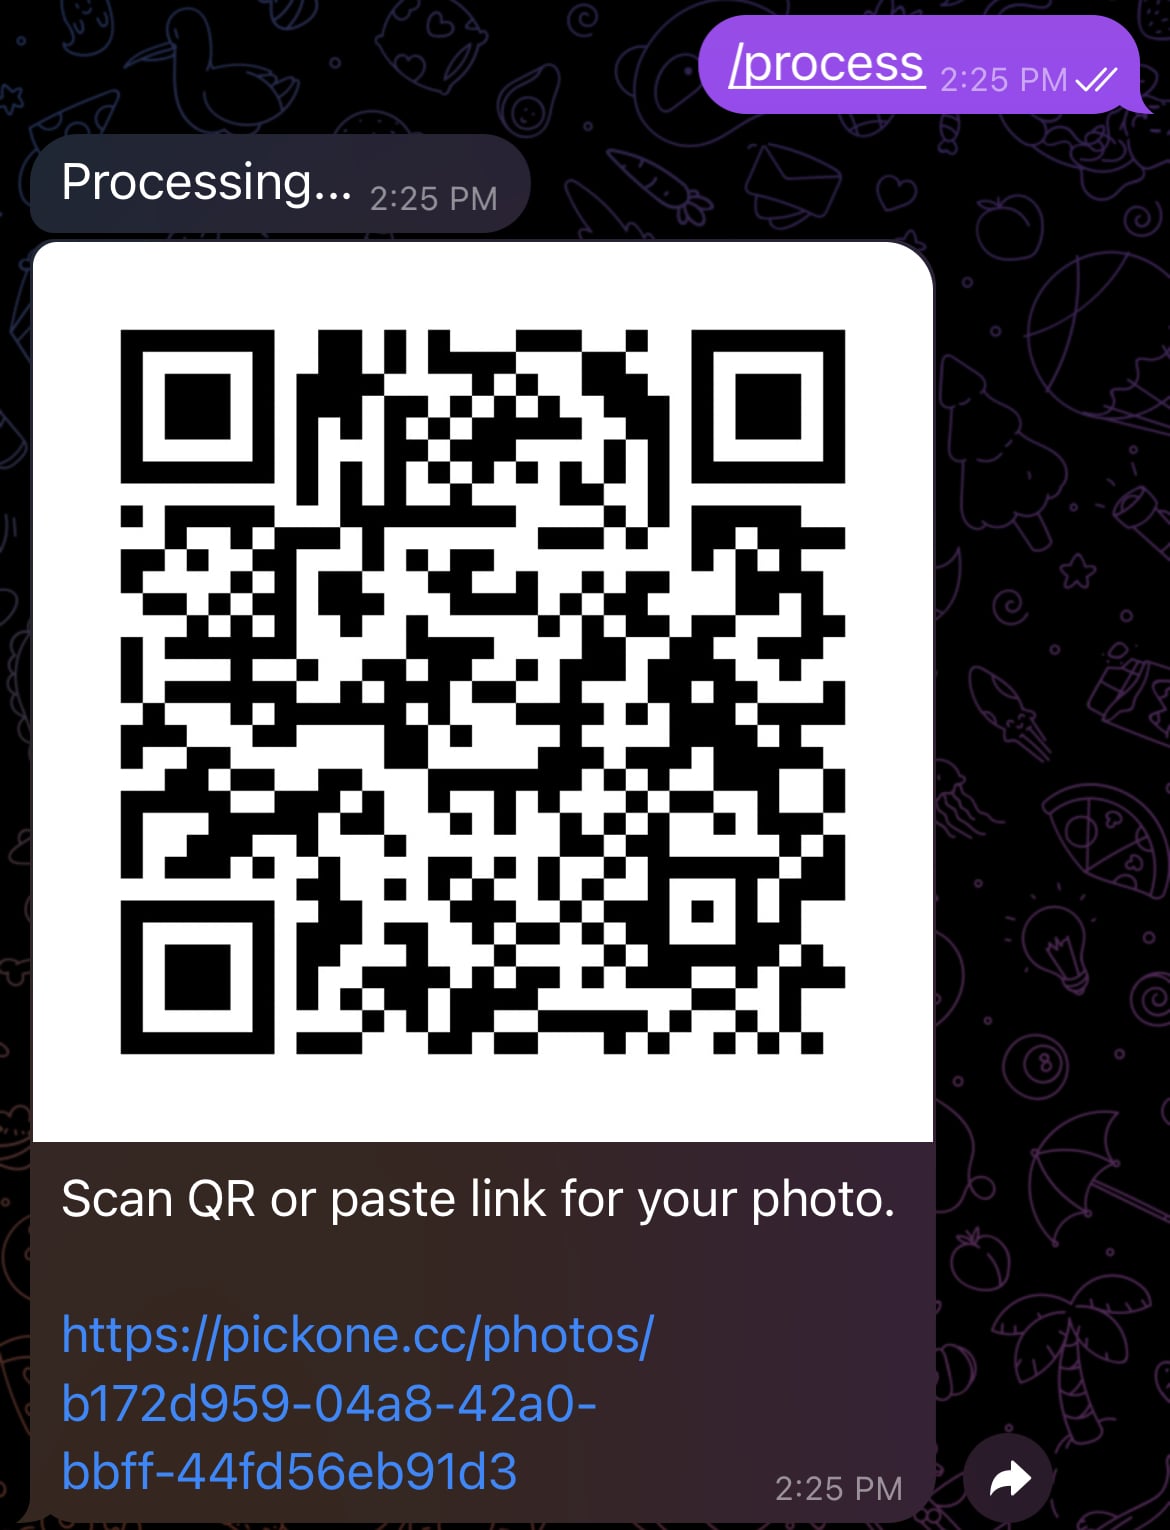 /process 2:25 PM
Processing... 2:25 PM
Scan QR or paste link for your photo.
https://pickone.cc/photos/
b172d959-04a8-42a0-
bbff-44fd56eb91d3
2:25 PM